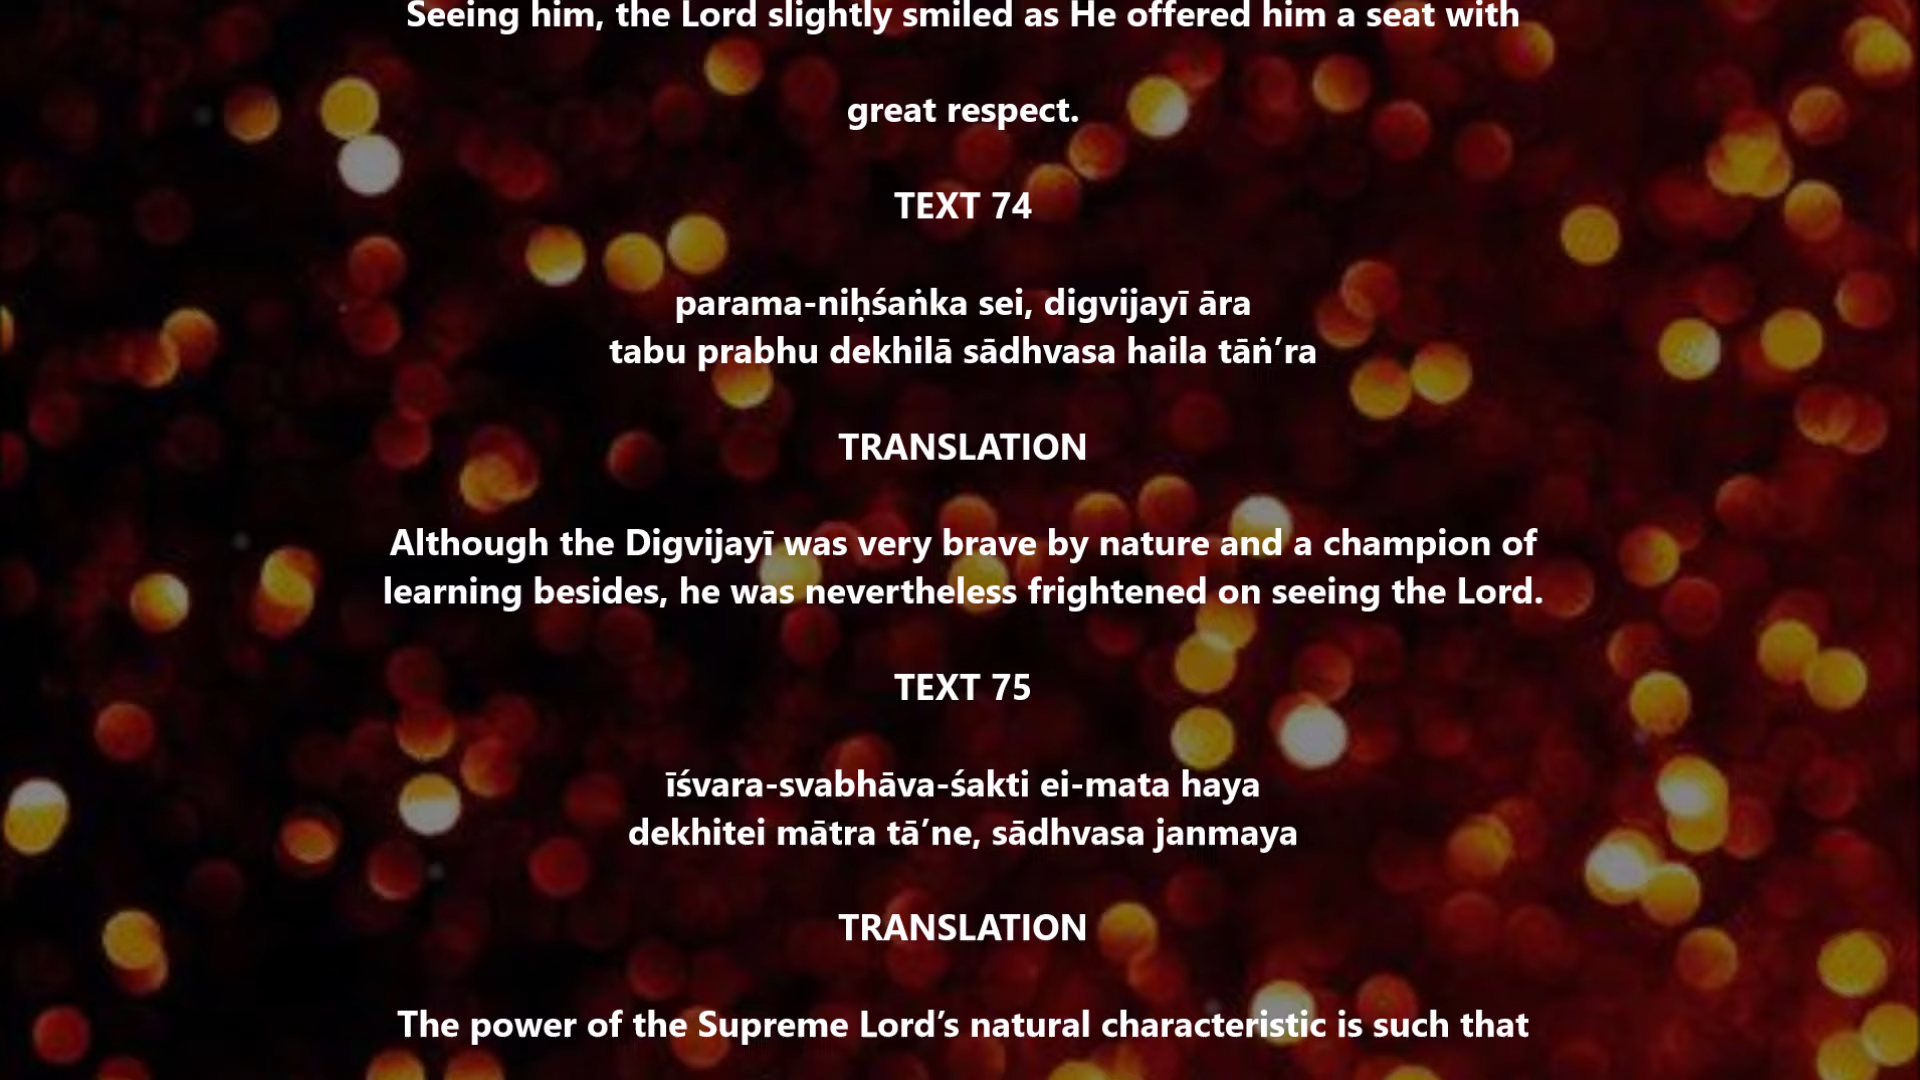 Seeing him, the Lord slightly smiled as He offered him a seat with
great respect.
TEXT 74
parama-niḥśaṅka sei, digvijayī āra
tabu prabhu dekhilā sādhvasa haila tāṅ’ra
TRANSLATION
Although the Digvijayī was very brave by nature and a champion of
learning besides, he was nevertheless frightened on seeing the Lord.
TEXT 75
īśvara-svabhāva-śakti ei-mata haya
dekhitei mātra tā’ne, sādhvasa janmaya
TRANSLATION
The power of the Supreme Lord’s natural characteristic is such that